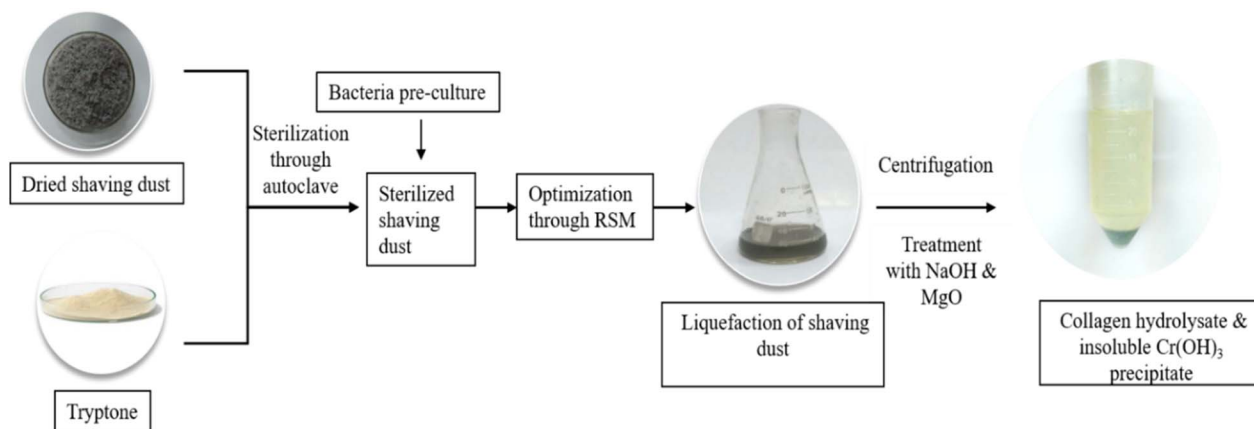 Dried shaving dust
Tryptone
Sterilization
through
autoclave
Bacteria pre-culture
Sterilized
shaving
dust
Optimization
through RSM
Liquefaction of shaving
dust
Centrifugation
Treatment
with NaOH &
MgO
Collagen hydrolysate &
insoluble Cr(OH)₃
precipitate